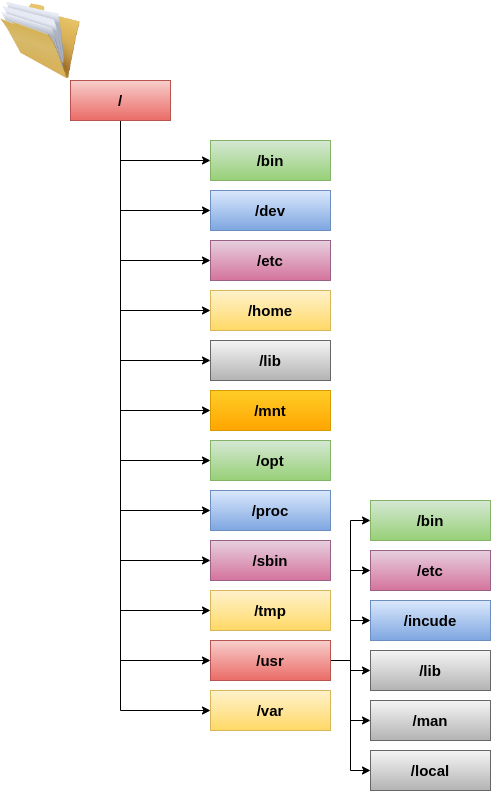 /
/bin
/dev
/etc
/home
/lib
/mnt
/opt
/proc
/sbin
/tmp
/usr
/var
/bin
/etc
/incude
/lib
/man
/local